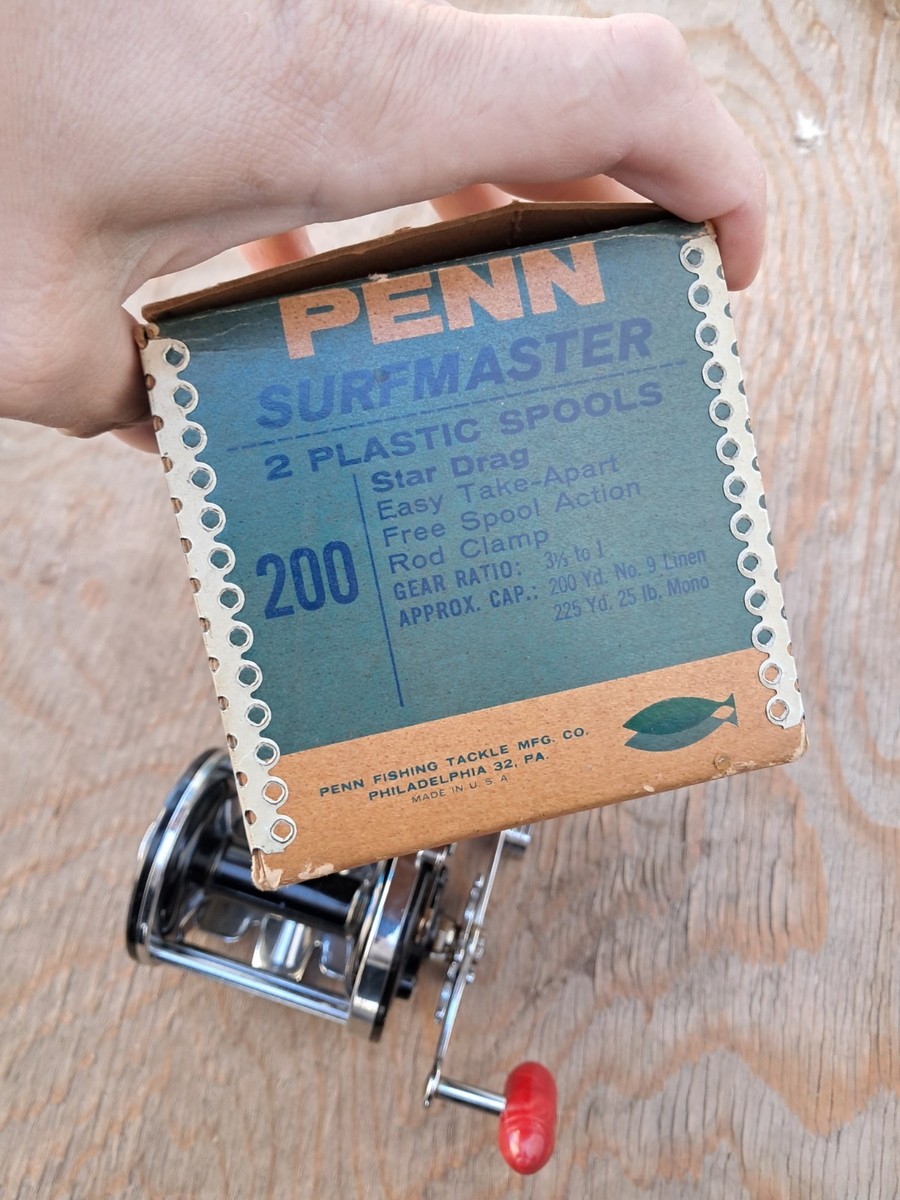 PENN
SURFMASTER
2 PLASTIC SPOOLS
200
Star Drag
Easy Take-Apart
Free Spool Action
Rod Clamp
GEAR RATIO: 3⅓ to 1
APPROX. CAP.: 200 Yd. No. 9 Linen
225 Yd. 25 lb. Mono
PENN FISHING TACKLE MFG. CO.
PHILADELPHIA 32, PA.
MADE IN U. S. A.